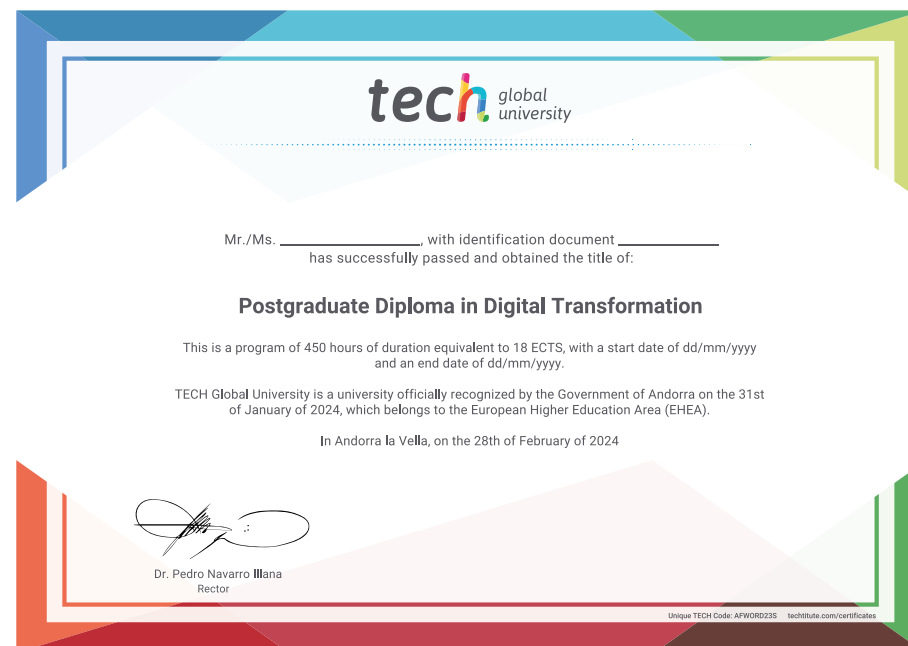 tech global university
Mr./Ms. ____________________, with identification document ______________
has successfully passed and obtained the title of:
Postgraduate Diploma in Digital Transformation
This is a program of 450 hours of duration equivalent to 18 ECTS, with a start date of dd/mm/yyyy
and an end date of dd/mm/yyyy.
TECH Global University is a university officially recognized by the Government of Andorra on the 31st
of January of 2024, which belongs to the European Higher Education Area (EHEA).
In Andorra la Vella, on the 28th of February of 2024
Dr. Pedro Navarro Illana
Rector
Unique TECH Code: AFWORD23S techtitute.com/certificates